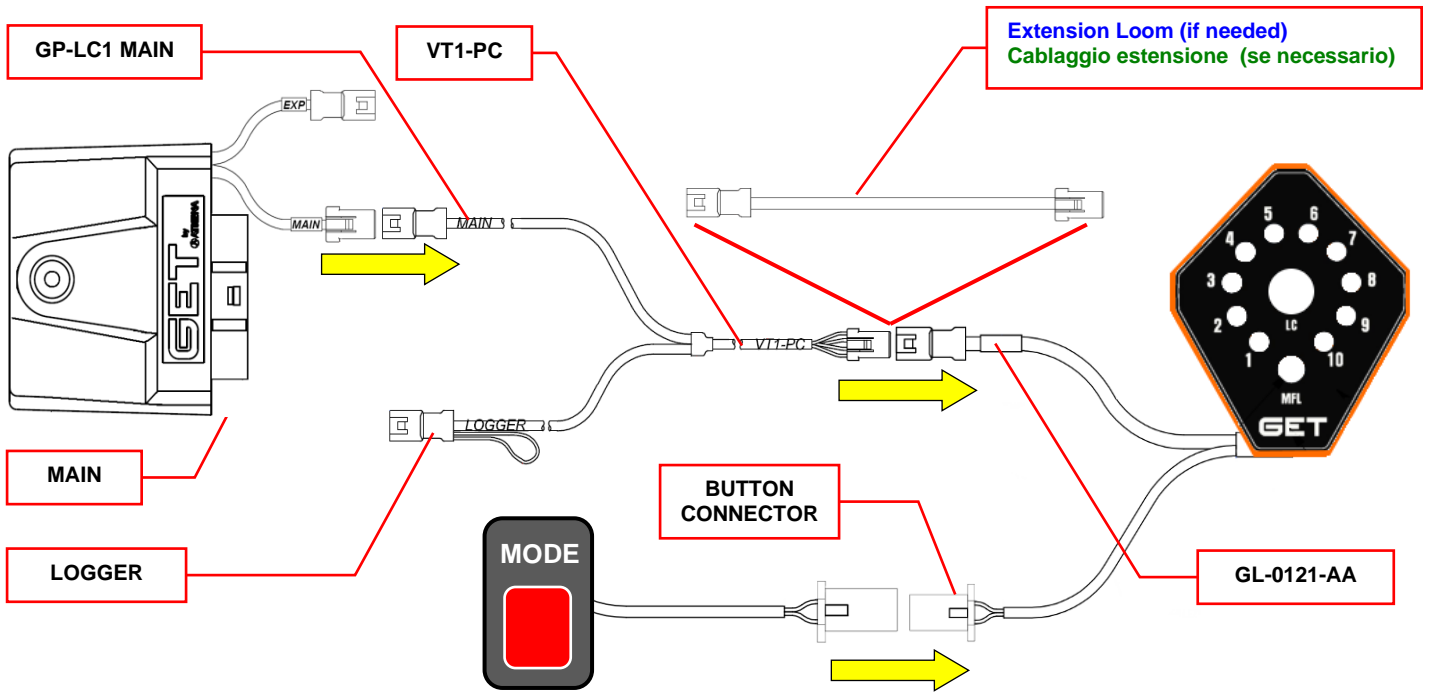 GP-LC1 MAIN
VT1-PC
Extension Loom (if needed)
Cablaggio estensione (se necessario)
EXP
MAIN
MAIN
GET
by ATHENA
VT1-PC
LOGGER
5 6
4 7
3 8
2 9
1 10
LC
MFL
GET
MAIN
LOGGER
MODE
BUTTON
CONNECTOR
GL-0121-AA